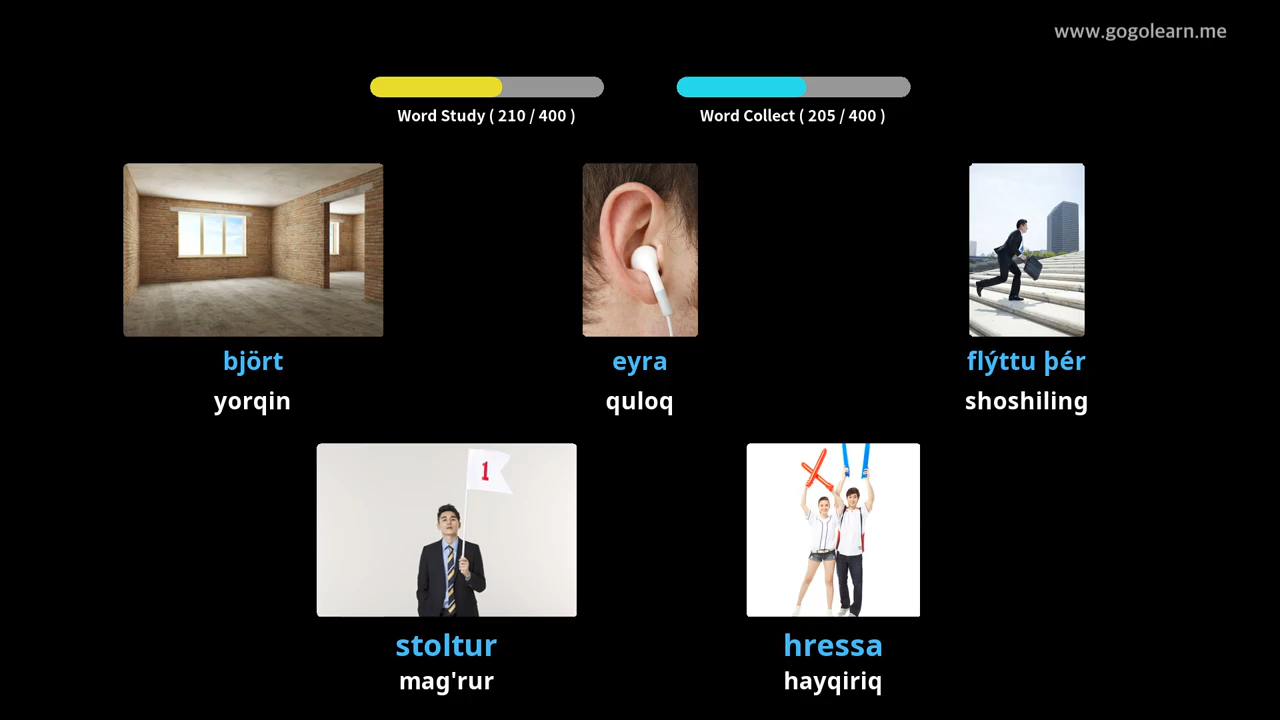 www.gogolearn.me
Word Study ( 210 / 400 )
Word Collect ( 205 / 400 )
björt
eyra
flýttu þér
yorqin
quloq
shoshiling
1
stoltur
hressa
mag'rur
hayqiriq